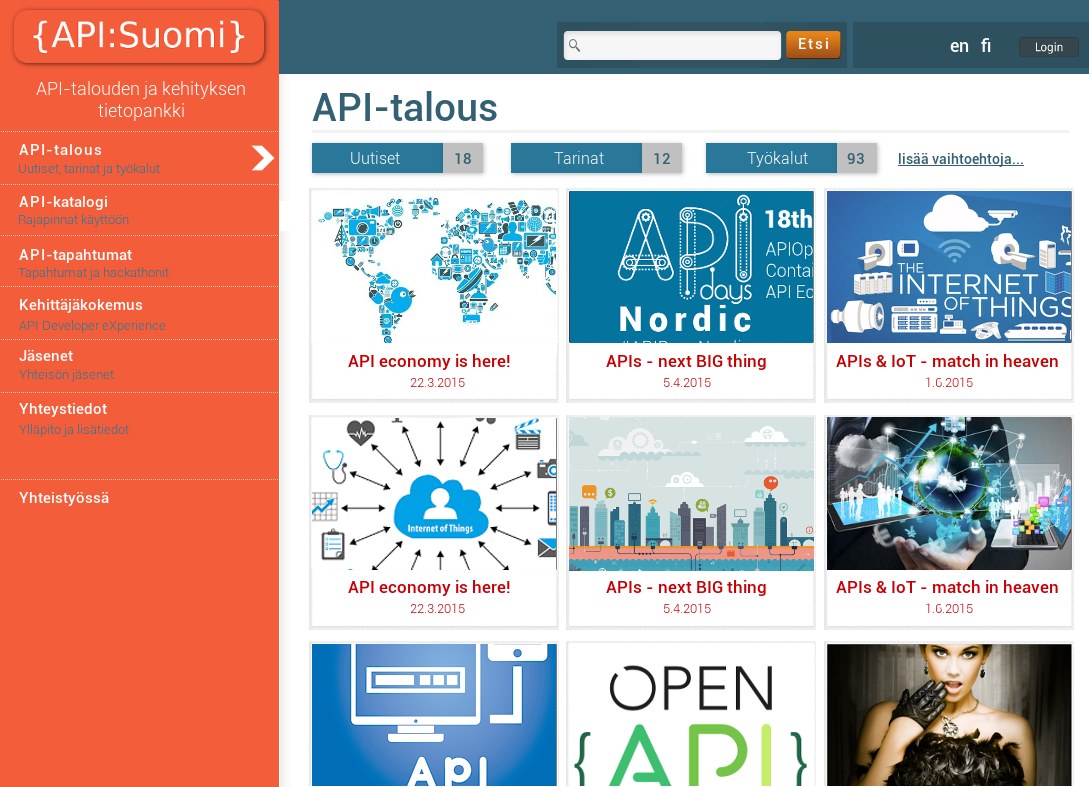 {API:Suomi}
API-talouden ja kehityksen
tietopankki
API-talous
Uutiset, tarinat ja työkalut
API-katalogi
Rajapinnat käyttöön
API-tapahtumat
Tapahtumat ja hackathonit
Kehittäjäkokemus
API Developer eXperience
Jäsenet
Yhteisön jäsenet
Yhteystiedot
Ylläpito ja lisätiedot
Yhteistyössä
Etsi
en fi
Login
API-talous
Uutiset 18
Tarinat 12
Työkalut 93
lisää vaihtoehtoja...
API days
Nordic
18th
APIOp
Contai
API Eco
THE
INTERNET
OF THINGS
API economy is here!
22.3.2015
APIs - next BIG thing
5.4.2015
APIs & IoT - match in heaven
1.6.2015
Internet of Things
API economy is here!
22.3.2015
APIs - next BIG thing
5.4.2015
APIs & IoT - match in heaven
1.6.2015
API
OPEN
{API}